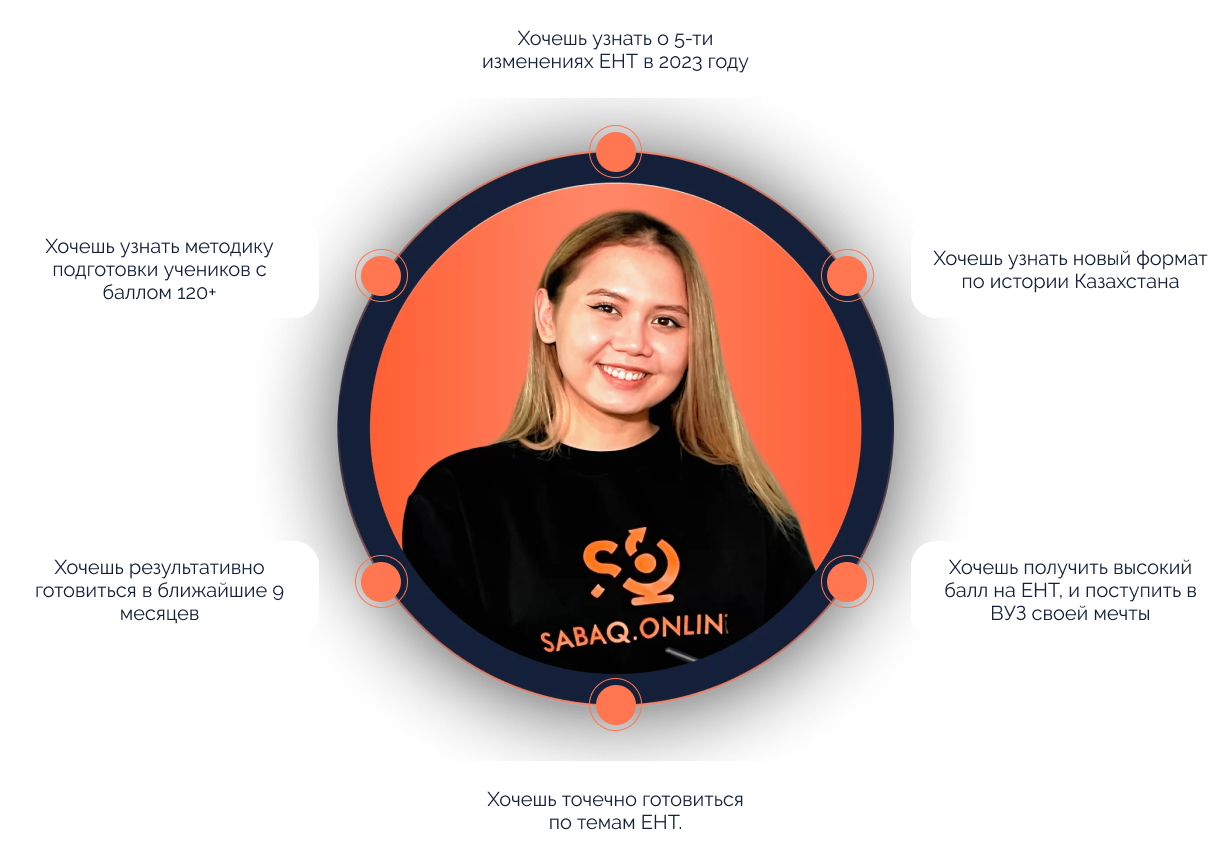 Хочешь узнать о 5-ти
изменениях ЕНТ в 2023 году
Хочешь узнать методику
подготовки учеников с
баллом 120+
Хочешь узнать новый формат
по истории Казахстана
Хочешь результативно
готовиться в ближайшие 9
месяцев
Хочешь получить высокий
балл на ЕНТ, и поступить в
ВУЗ своей мечты
SABAQ.ONLINE
Хочешь точечно готовиться
по темам ЕНТ.